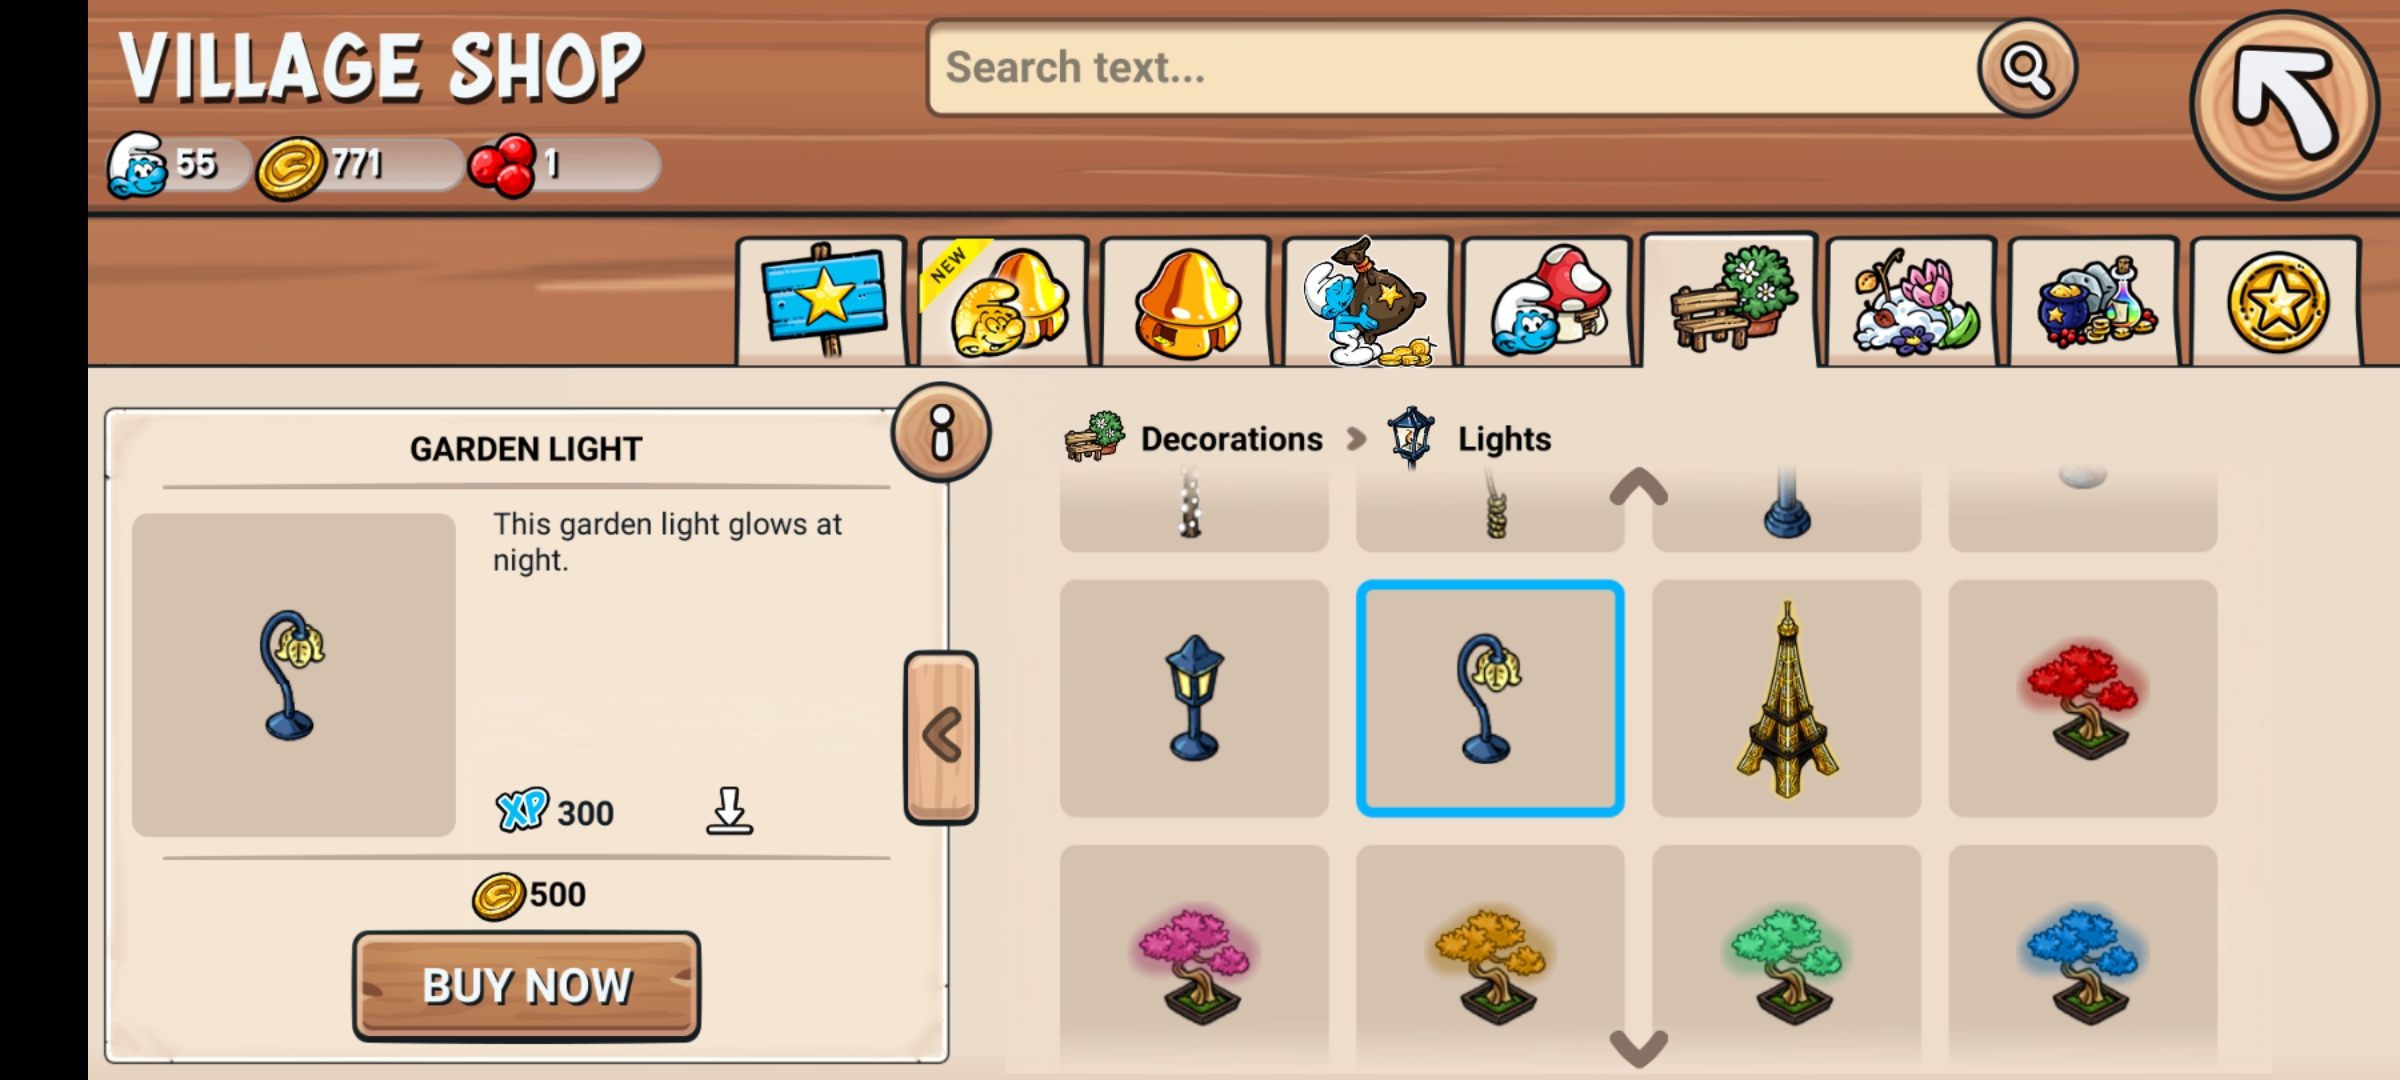 VILLAGE SHOP
Search text...
55
771
1
NEW
GARDEN LIGHT
This garden light glows at
night.
XP 300
500
BUY NOW
Decorations
Lights